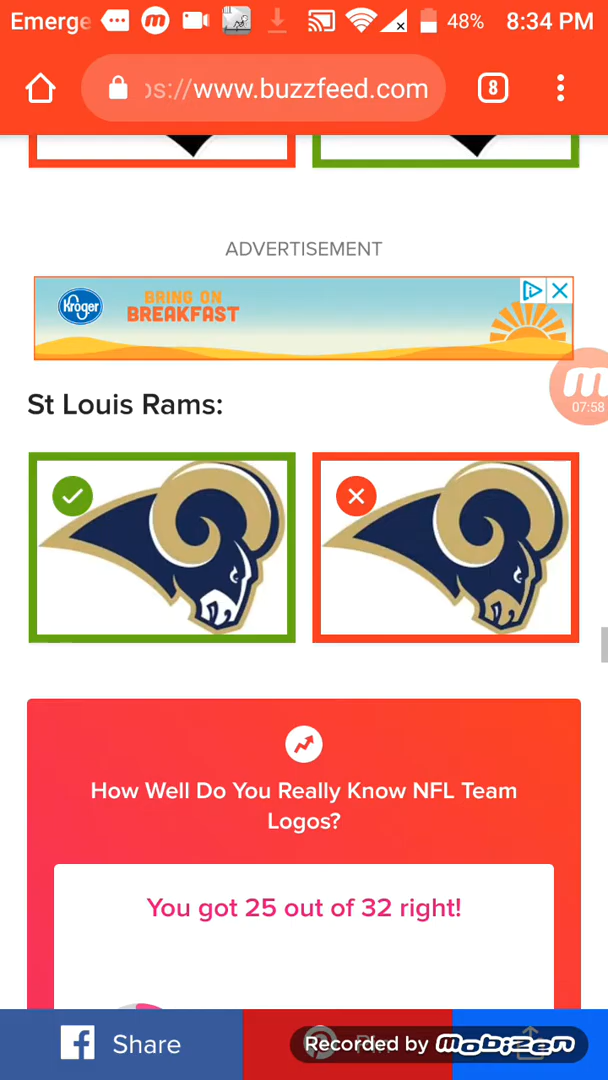 Emerge 48% 8:34 PM
ps://www.buzzfeed.com 8
ADVERTISEMENT
Kroger BRING ON
BREAKFAST
07:58
St Louis Rams:
How Well Do You Really Know NFL Team
Logos?
You got 25 out of 32 right!
Share
Recorded by mobizen